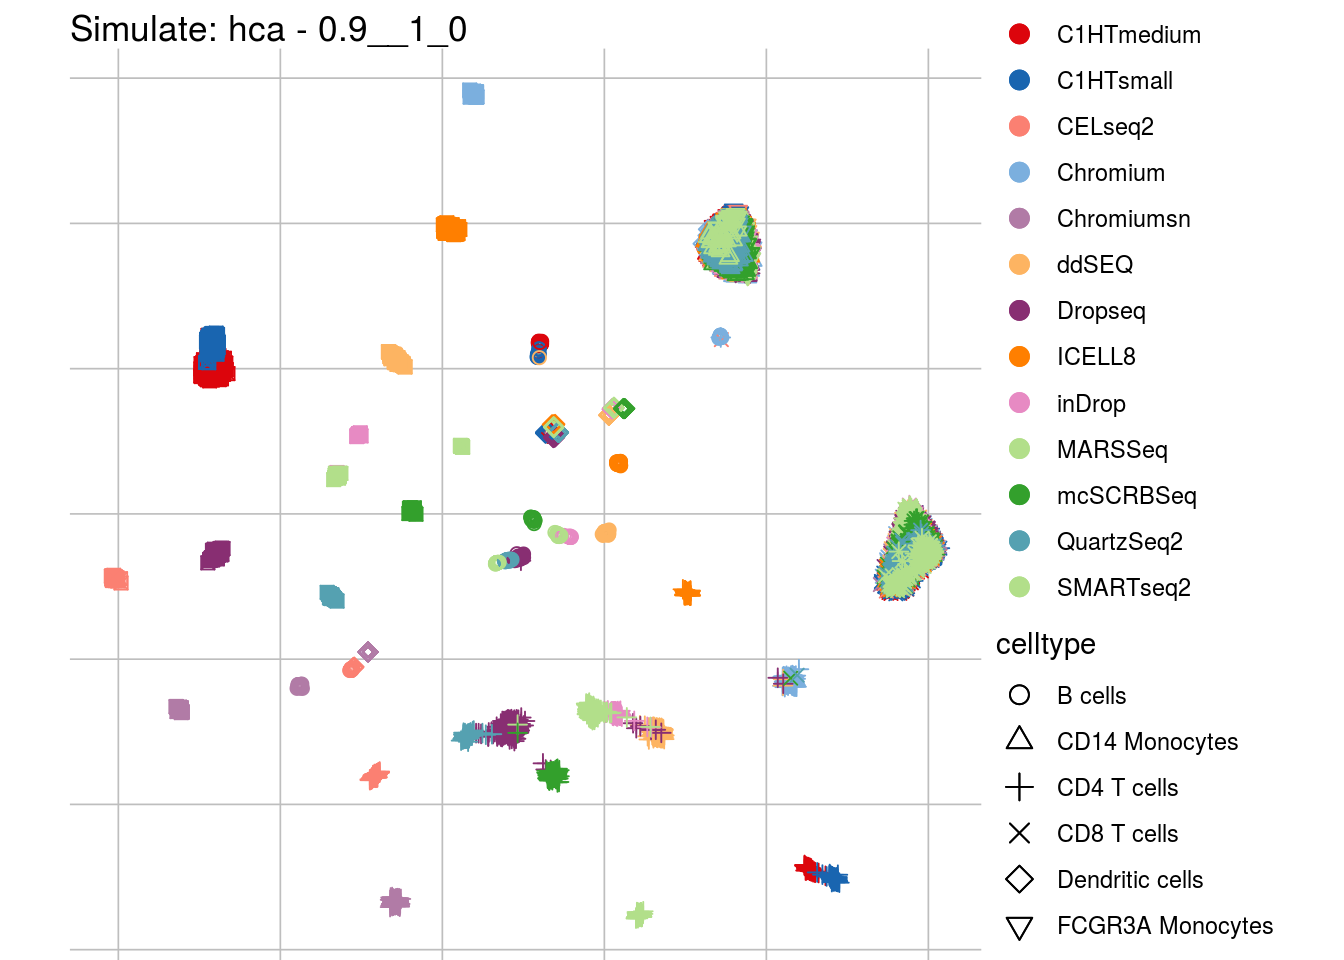 Simulate: hca - 0.9__1_0
C1HTmedium
C1HTsmall
CELseq2
Chromium
Chromiumsn
ddSEQ
Dropseq
ICELL8
inDrop
MARSSeq
mcSCRBSeq
QuartzSeq2
SMARTseq2
celltype
B cells
CD14 Monocytes
CD4 T cells
CD8 T cells
Dendritic cells
FCGR3A Monocytes